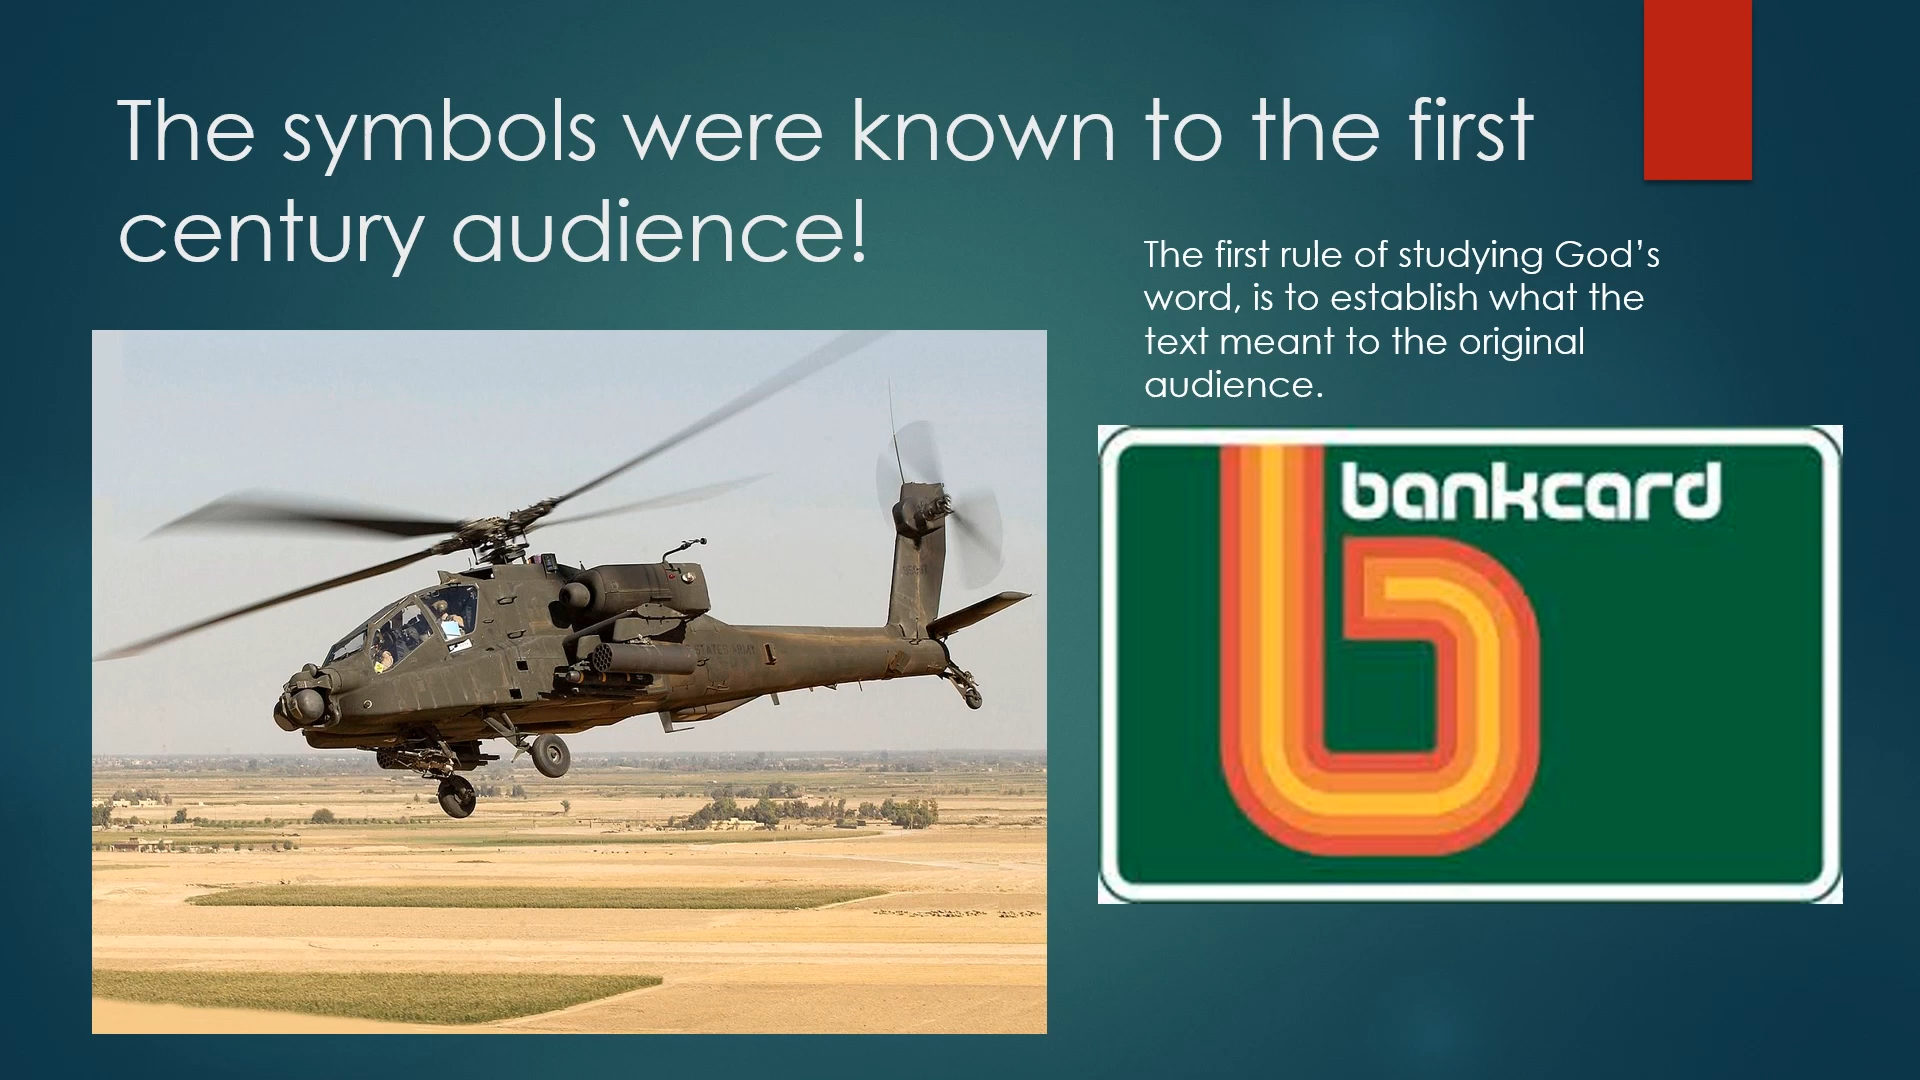 The symbols were known to the first
century audience!
The first rule of studying God’s
word, is to establish what the
text meant to the original
audience.
bankcard